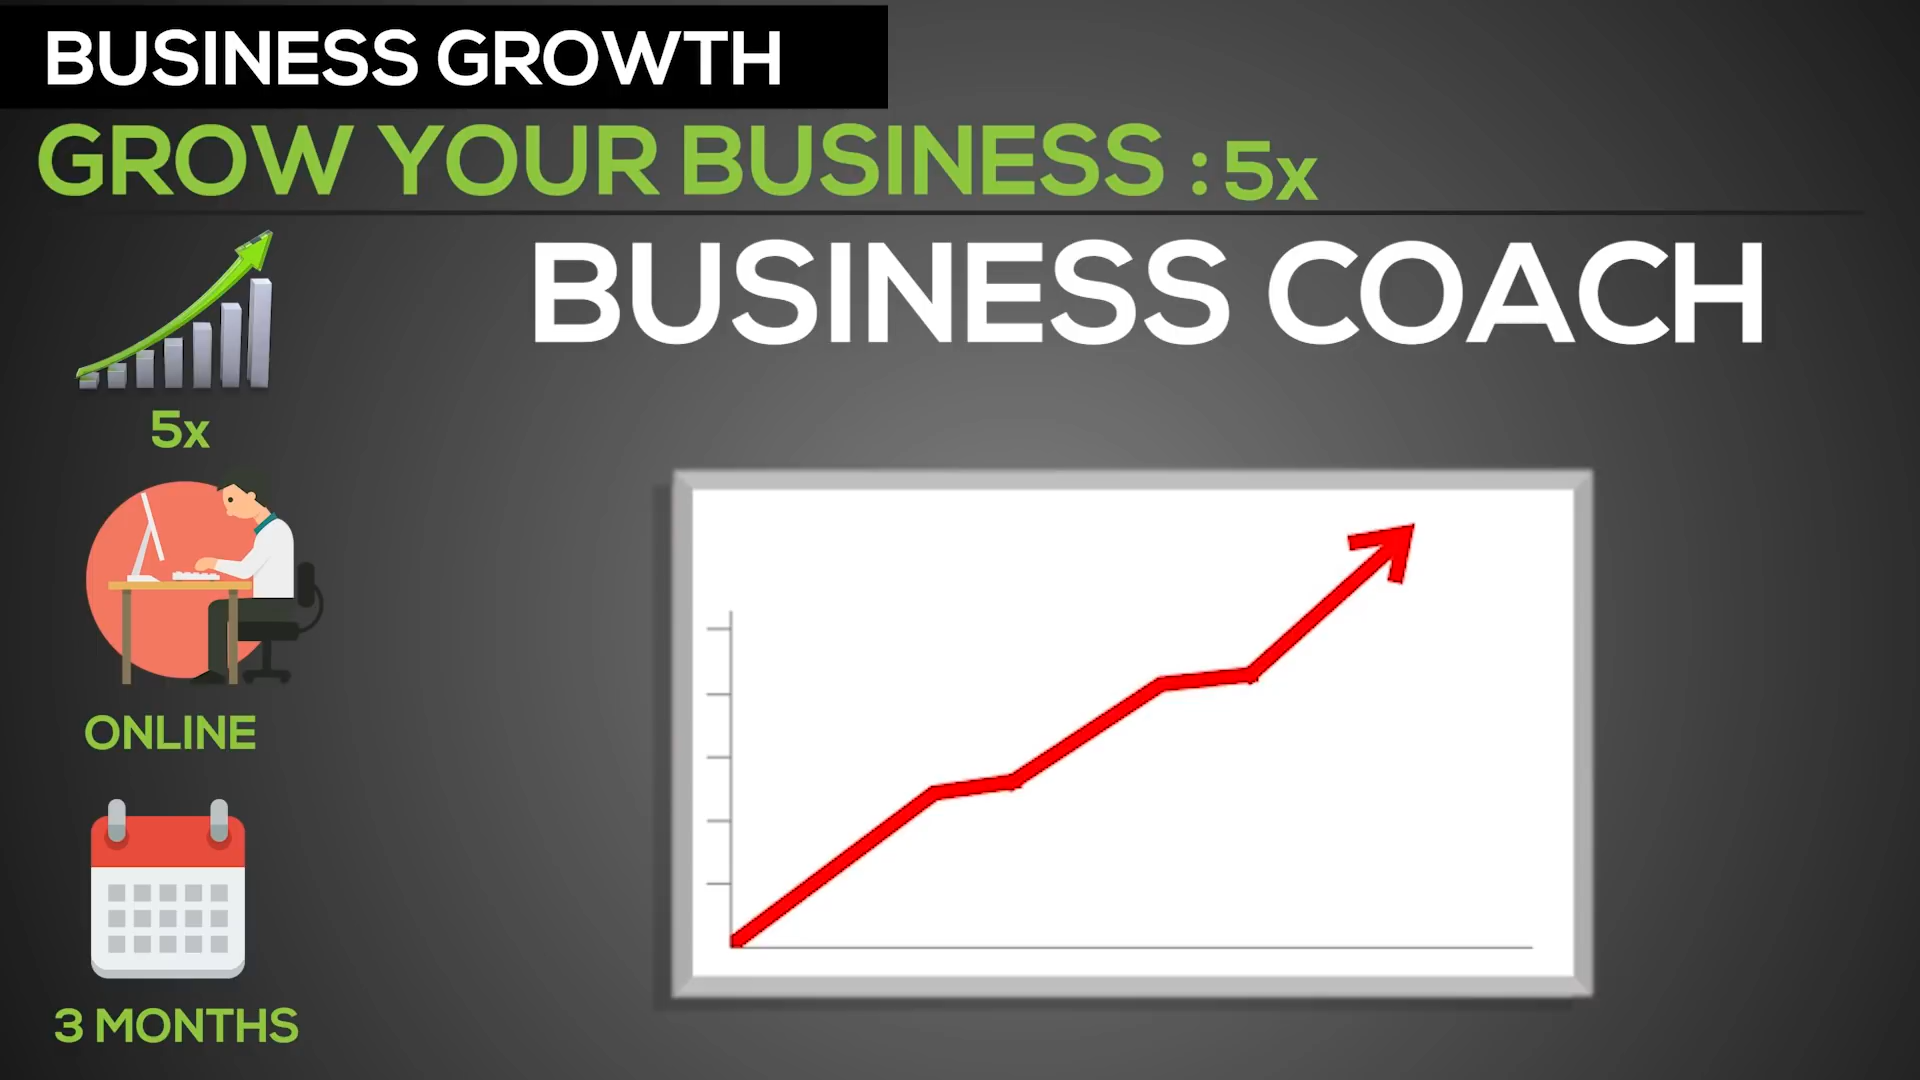 BUSINESS GROWTH
GROW YOUR BUSINESS : 5x
BUSINESS COACH
5x
ONLINE
3 MONTHS